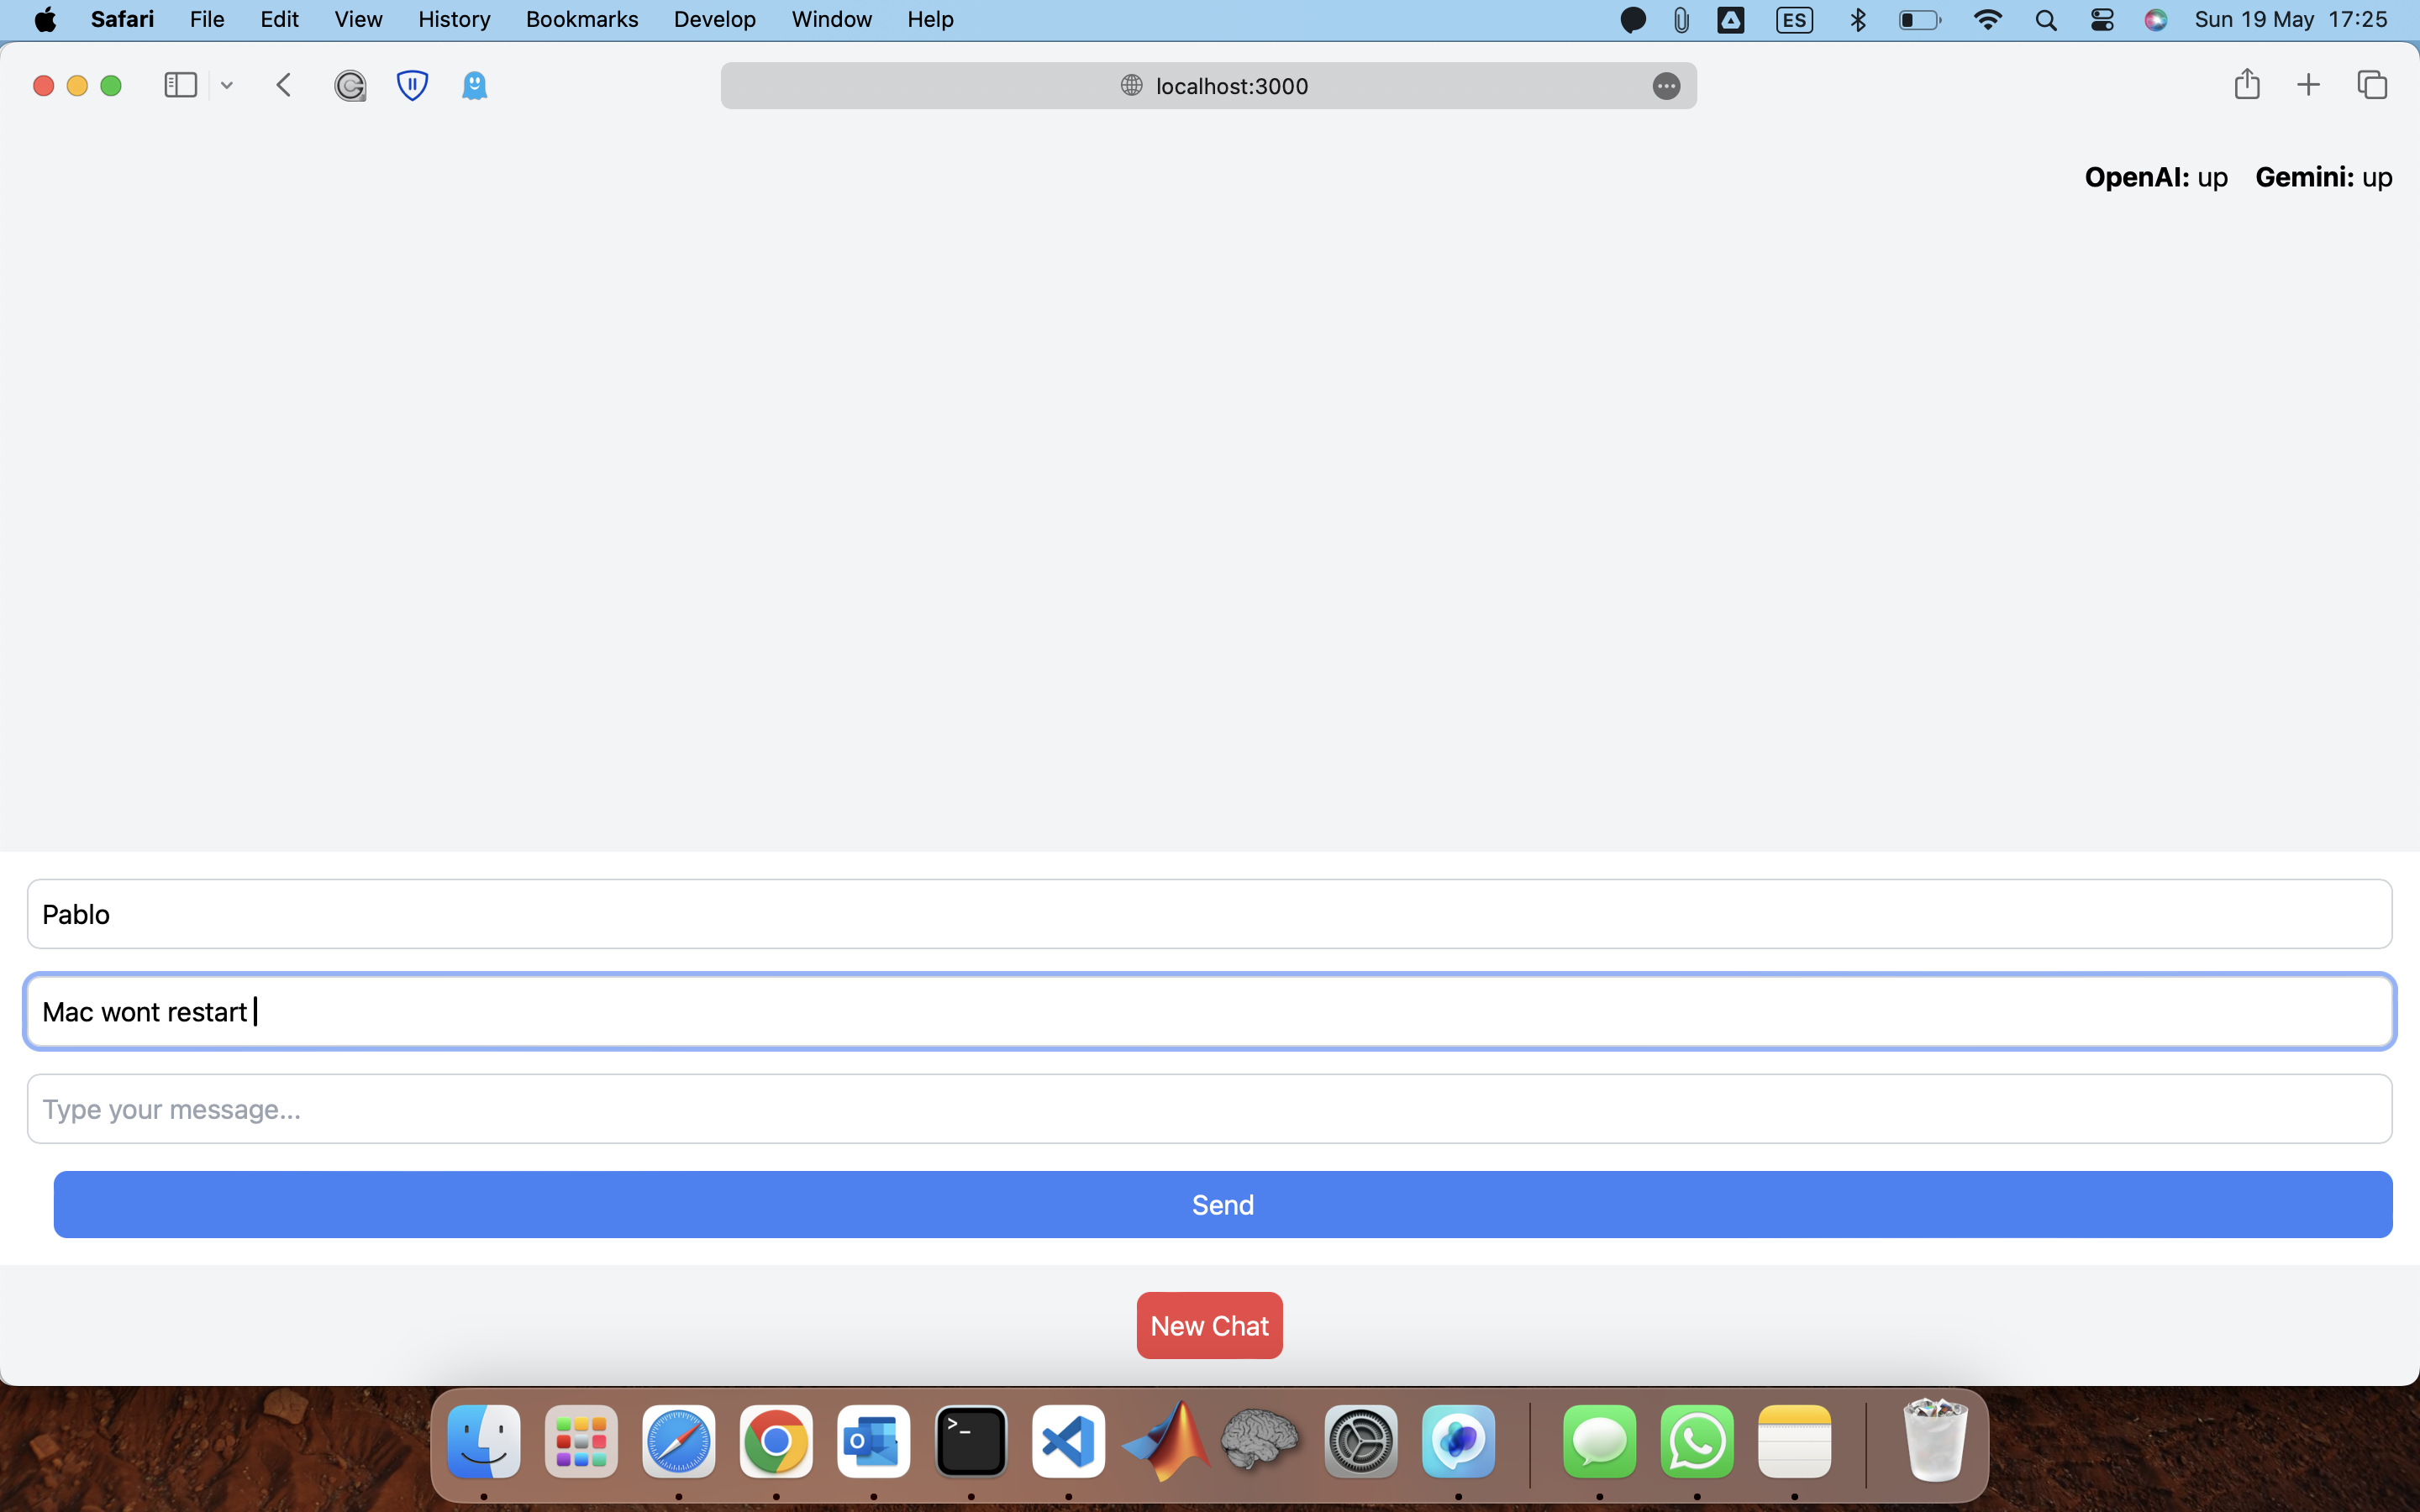 Safari File Edit View History Bookmarks Develop Window Help ES Sun 19 May 17:25
localhost:3000
OpenAI: up Gemini: up
Pablo
Mac wont restart
Type your message...
Send
New Chat